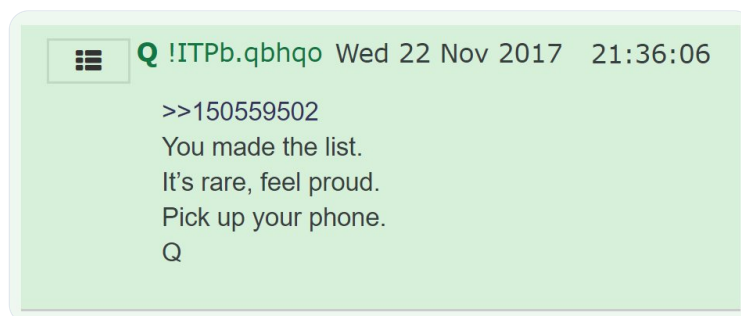 Q !ITPb.qbhqo Wed 22 Nov 2017 21:36:06
>>150559502
You made the list.
It’s rare, feel proud.
Pick up your phone.
Q